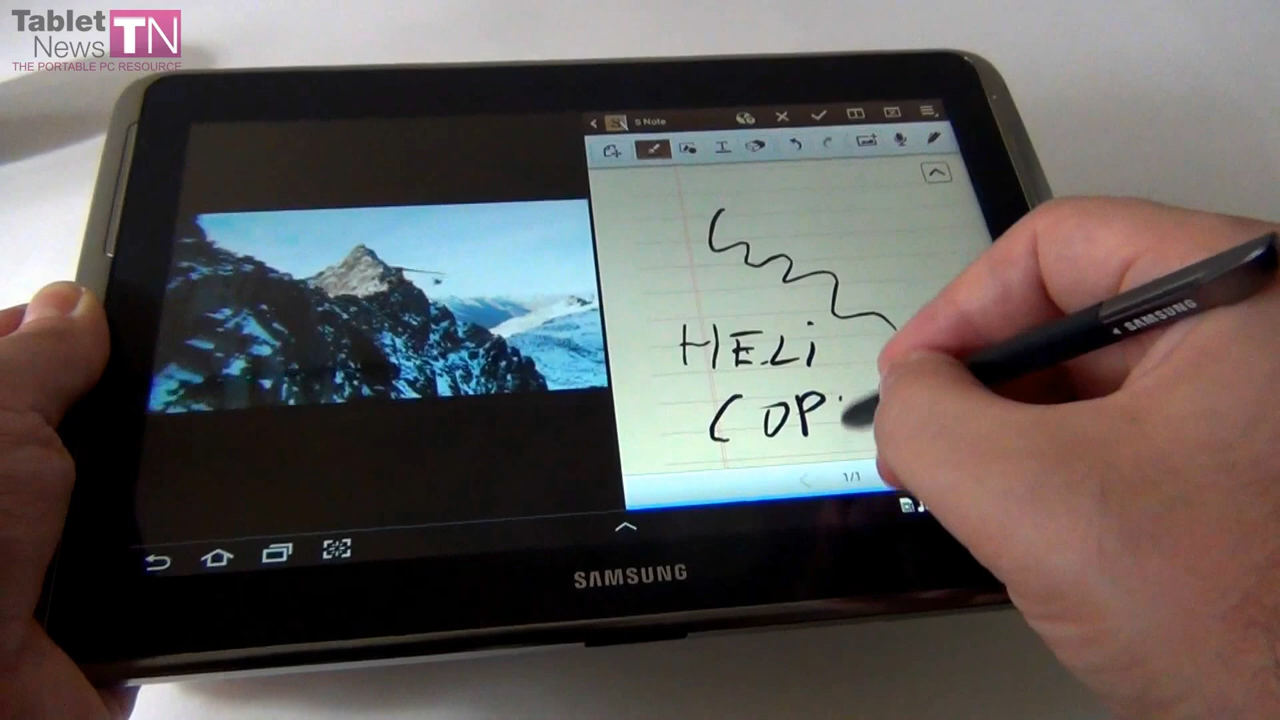 Tablet
News TN
THE PORTABLE PC RESOURCE
S Note
HELi
COP
1/1
SAMSUNG
SAMSUNG